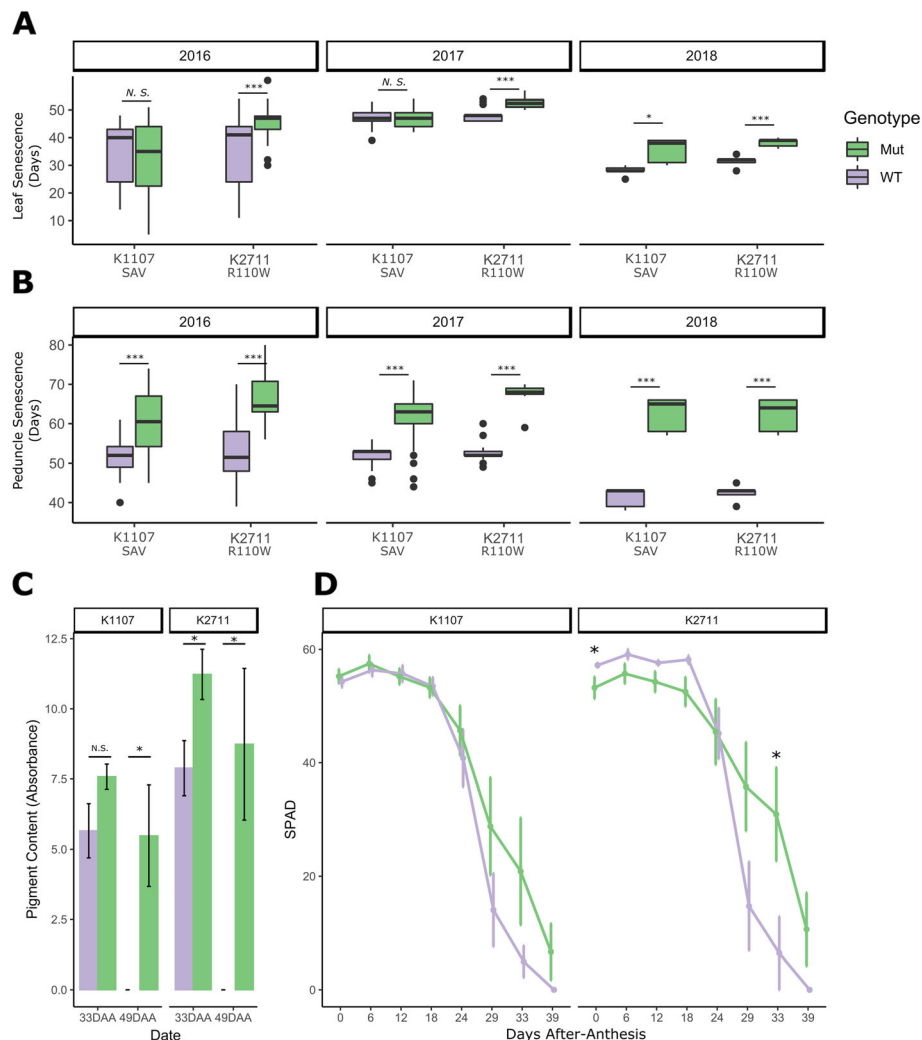 A
2016
2017
2018
N. S.
***
N. S.
***
*
***
Genotype
Mut
WT
Leaf Senescence
(Days)
50
40
30
20
10
K1107
SAV
K2711
R110W
K1107
SAV
K2711
R110W
K1107
SAV
K2711
R110W
B
2016
2017
2018
***
***
***
***
***
***
Peduncle Senescence
(Days)
80
70
60
50
40
K1107
SAV
K2711
R110W
K1107
SAV
K2711
R110W
K1107
SAV
K2711
R110W
C
K1107
K2711
N.S.
*
*
*
Pigment Content (Absorbance)
12.5
10.0
7.5
5.0
2.5
0.0
33DAA 49DAA
33DAA 49DAA
Date
D
K1107
K2711
*
*
SPAD
60
40
20
0
0 6 12 18 24 29 33 39
0 6 12 18 24 29 33 39
Days After-Anthesis